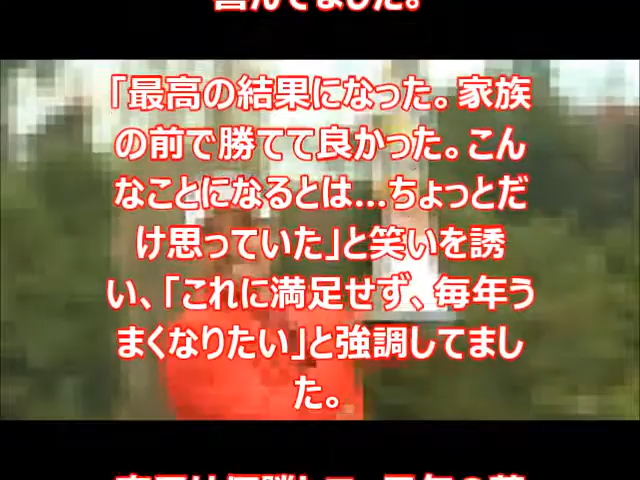 「最高の結果になった。家族
の前で勝てて良かった。こん
なことになるとは…ちょっとだ
け思っていた」と笑いを誘
い、「これに満足せず、毎年う
まくなりたい」と強調してまし
た。